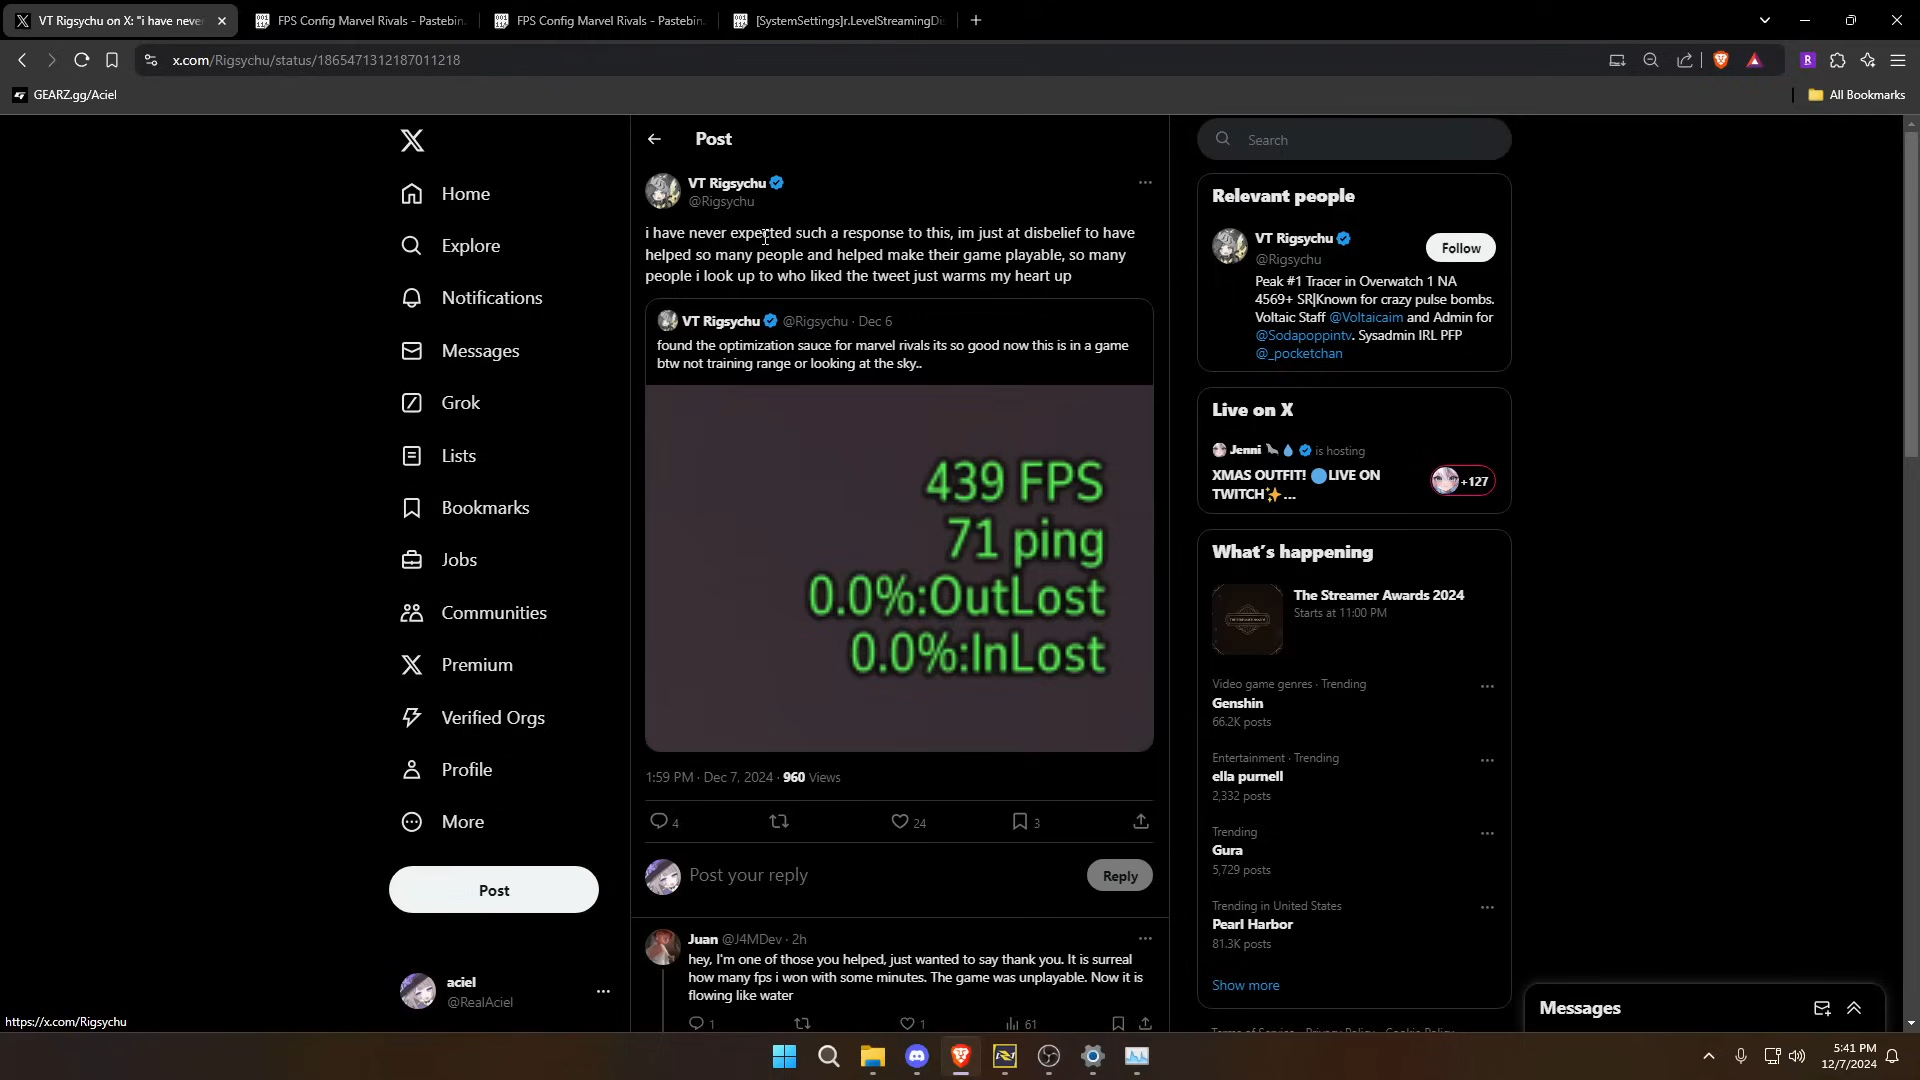 VT Rigsychu on X: "i have never
FPS Config Marvel Rivals - Pastebin.
FPS Config Marvel Rivals - Pastebin.
[SystemSettings]r.LevelStreamingDi
x.com/Rigsychu/status/1865471312187011218
GEARZ.gg/Aciel
All Bookmarks
Home
Explore
Notifications
Messages
Grok
Lists
Bookmarks
Jobs
Communities
Premium
Verified Orgs
Profile
More
Post
aciel
@RealAciel
https://x.com/Rigsychu
Post
VT Rigsychu
@Rigsychu
i have never expected such a response to this, im just at disbelief to have
helped so many people and helped make their game playable, so many
people i look up to who liked the tweet just warms my heart up
VT Rigsychu @Rigsychu · Dec 6
found the optimization sauce for marvel rivals its so good now this is in a game
btw not training range or looking at the sky..
439 FPS
71 ping
0.0%:OutLost
0.0%:InLost
1:59 PM · Dec 7, 2024 · 960 Views
4
24
3
Post your reply
Reply
Juan @J4MDev · 2h
hey, I'm one of those you helped, just wanted to say thank you. It is surreal
how many fps i won with some minutes. The game was unplayable. Now it is
flowing like water
1
1
61
Search
Relevant people
VT Rigsychu
@Rigsychu
Follow
Peak #1 Tracer in Overwatch 1 NA
4569+ SR|Known for crazy pulse bombs.
Voltaic Staff @Voltaicaim and Admin for
@Sodapoppintv. Sysadmin IRL PFP
@_pocketchan
Live on X
Jenni is hosting
XMAS OUTFIT! 🔵LIVE ON
TWITCH✨...
+127
What's happening
The Streamer Awards 2024
Starts at 11:00 PM
Video game genres · Trending
Genshin
66.2K posts
Entertainment · Trending
ella purnell
2,332 posts
Trending
Gura
5,729 posts
Trending in United States
Pearl Harbor
81.3K posts
Show more
Terms of Service Privacy Policy Cookie Policy
Messages
5:41 PM
12/7/2024